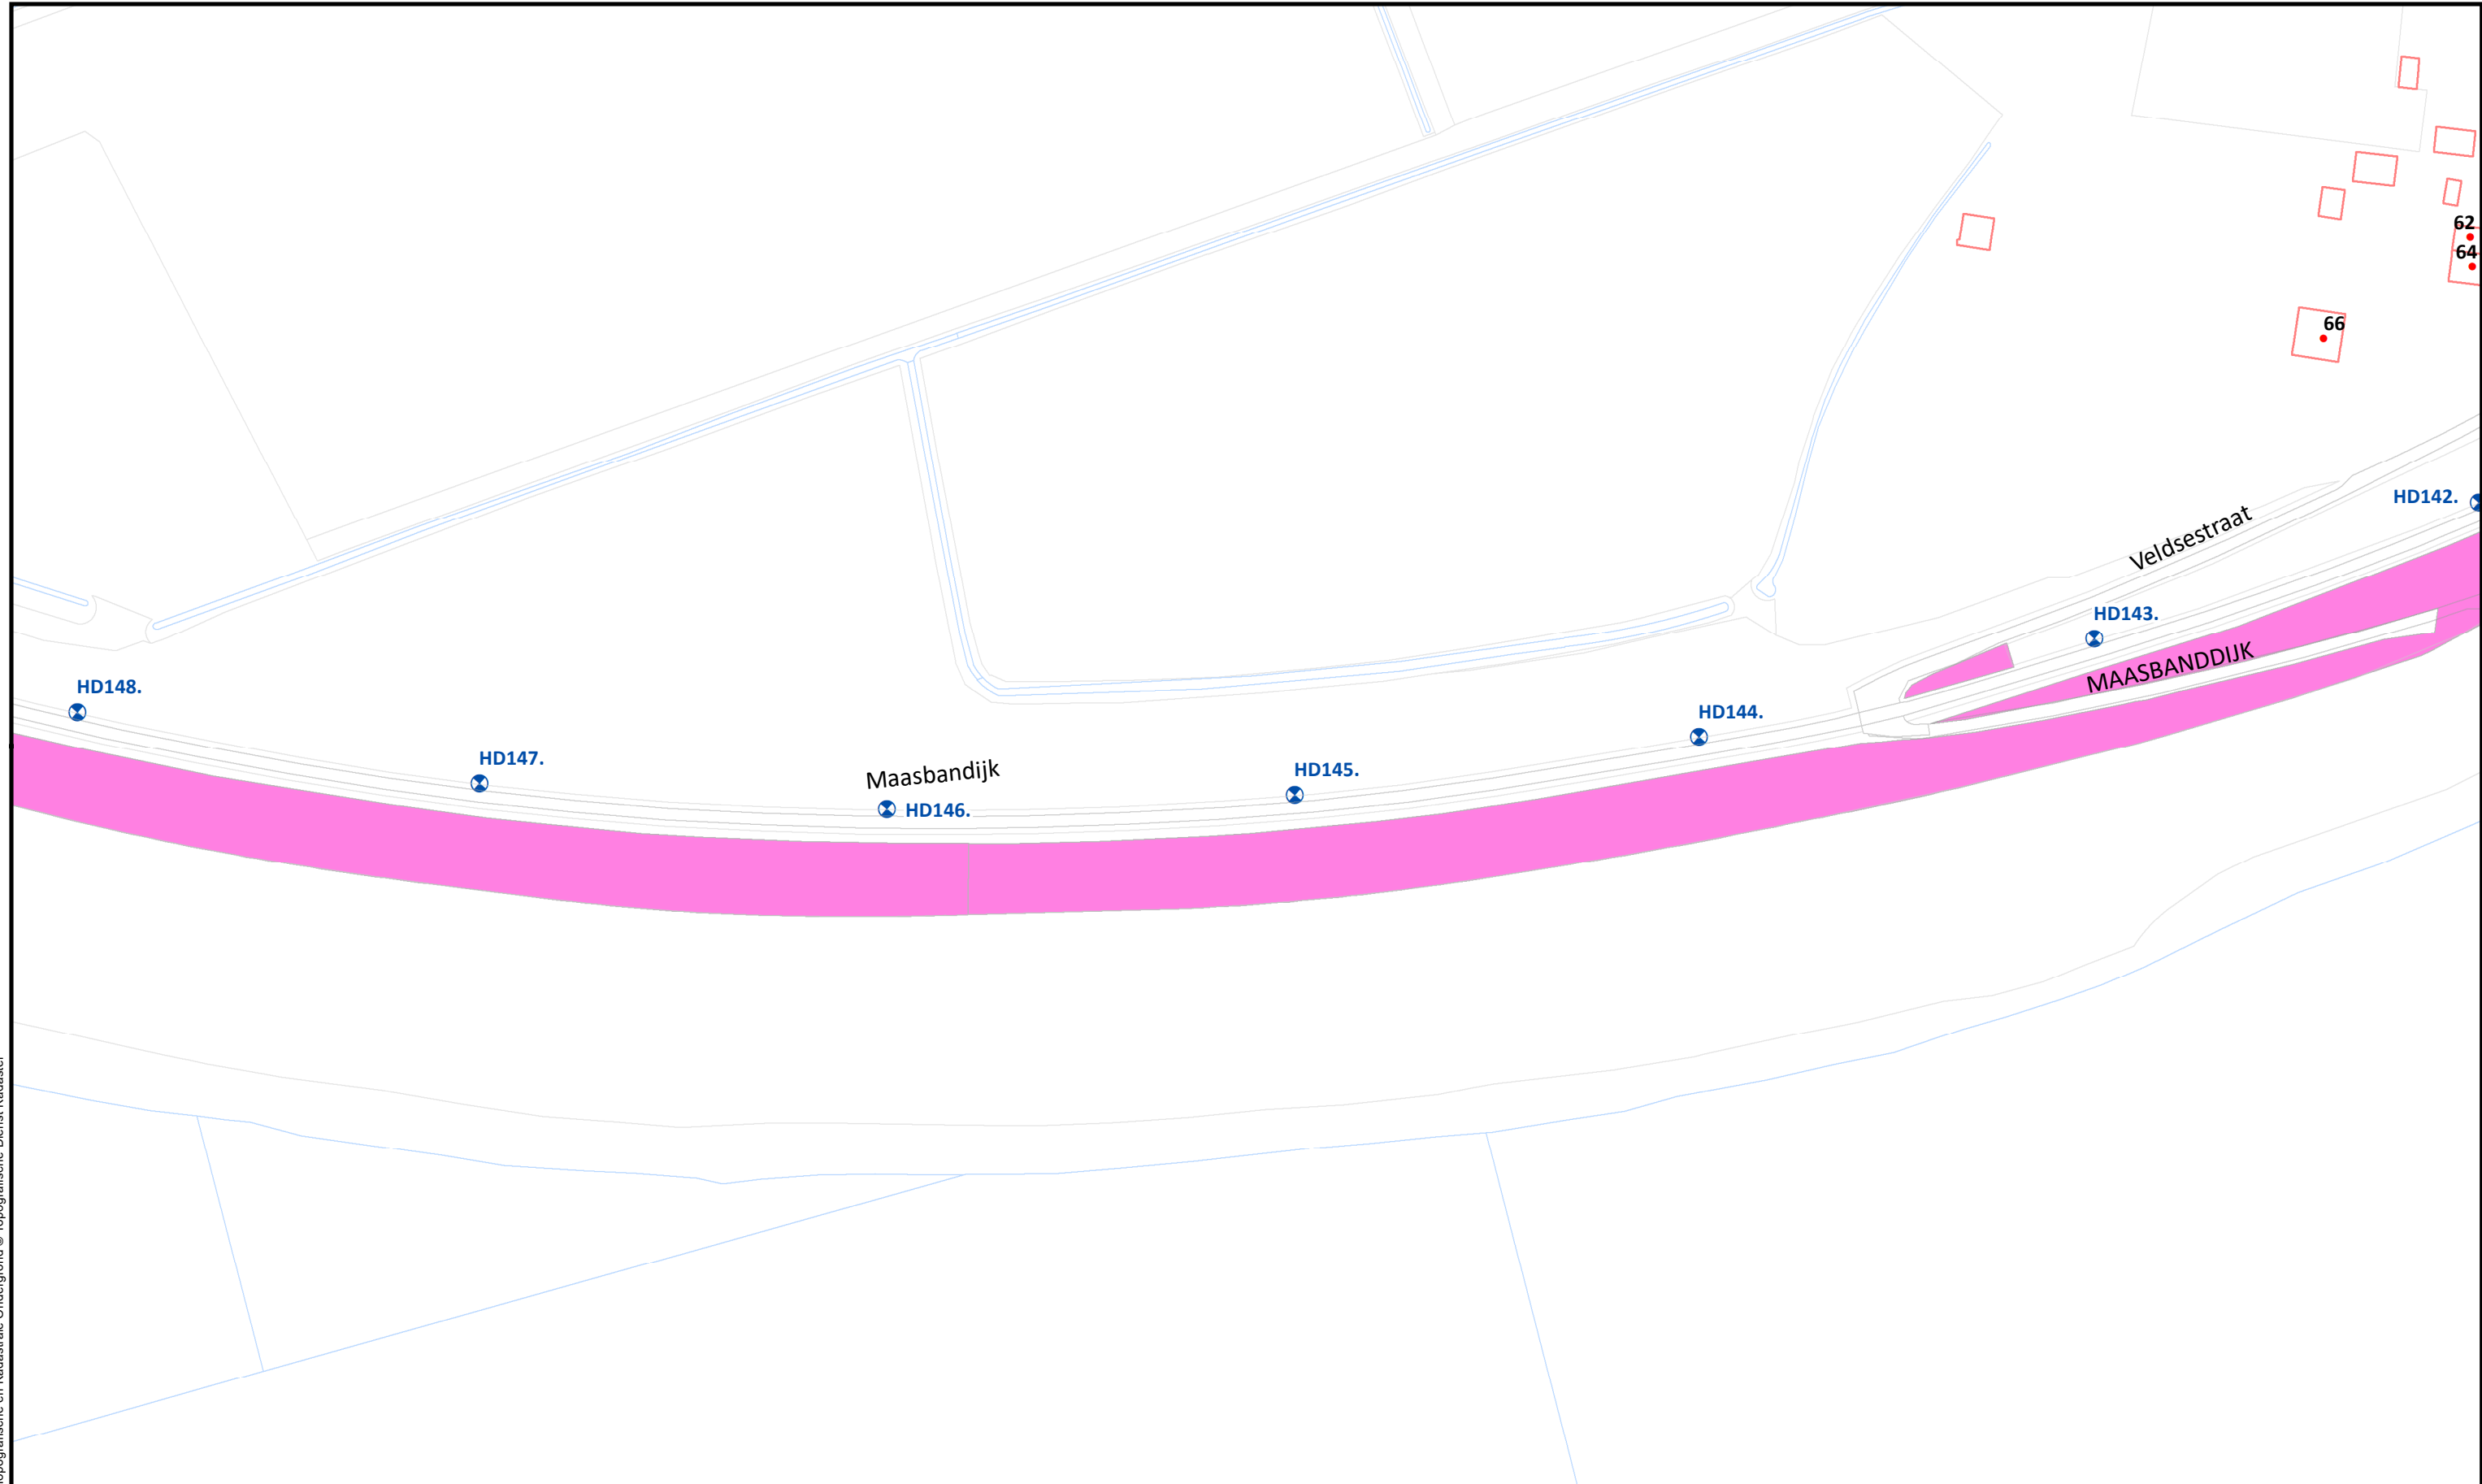 62
64
66
HD142.
Veldsestraat
HD143.
MAASBANDDIJK
HD148.
HD144.
HD147.
Maasbandijk
HD145.
HD146.